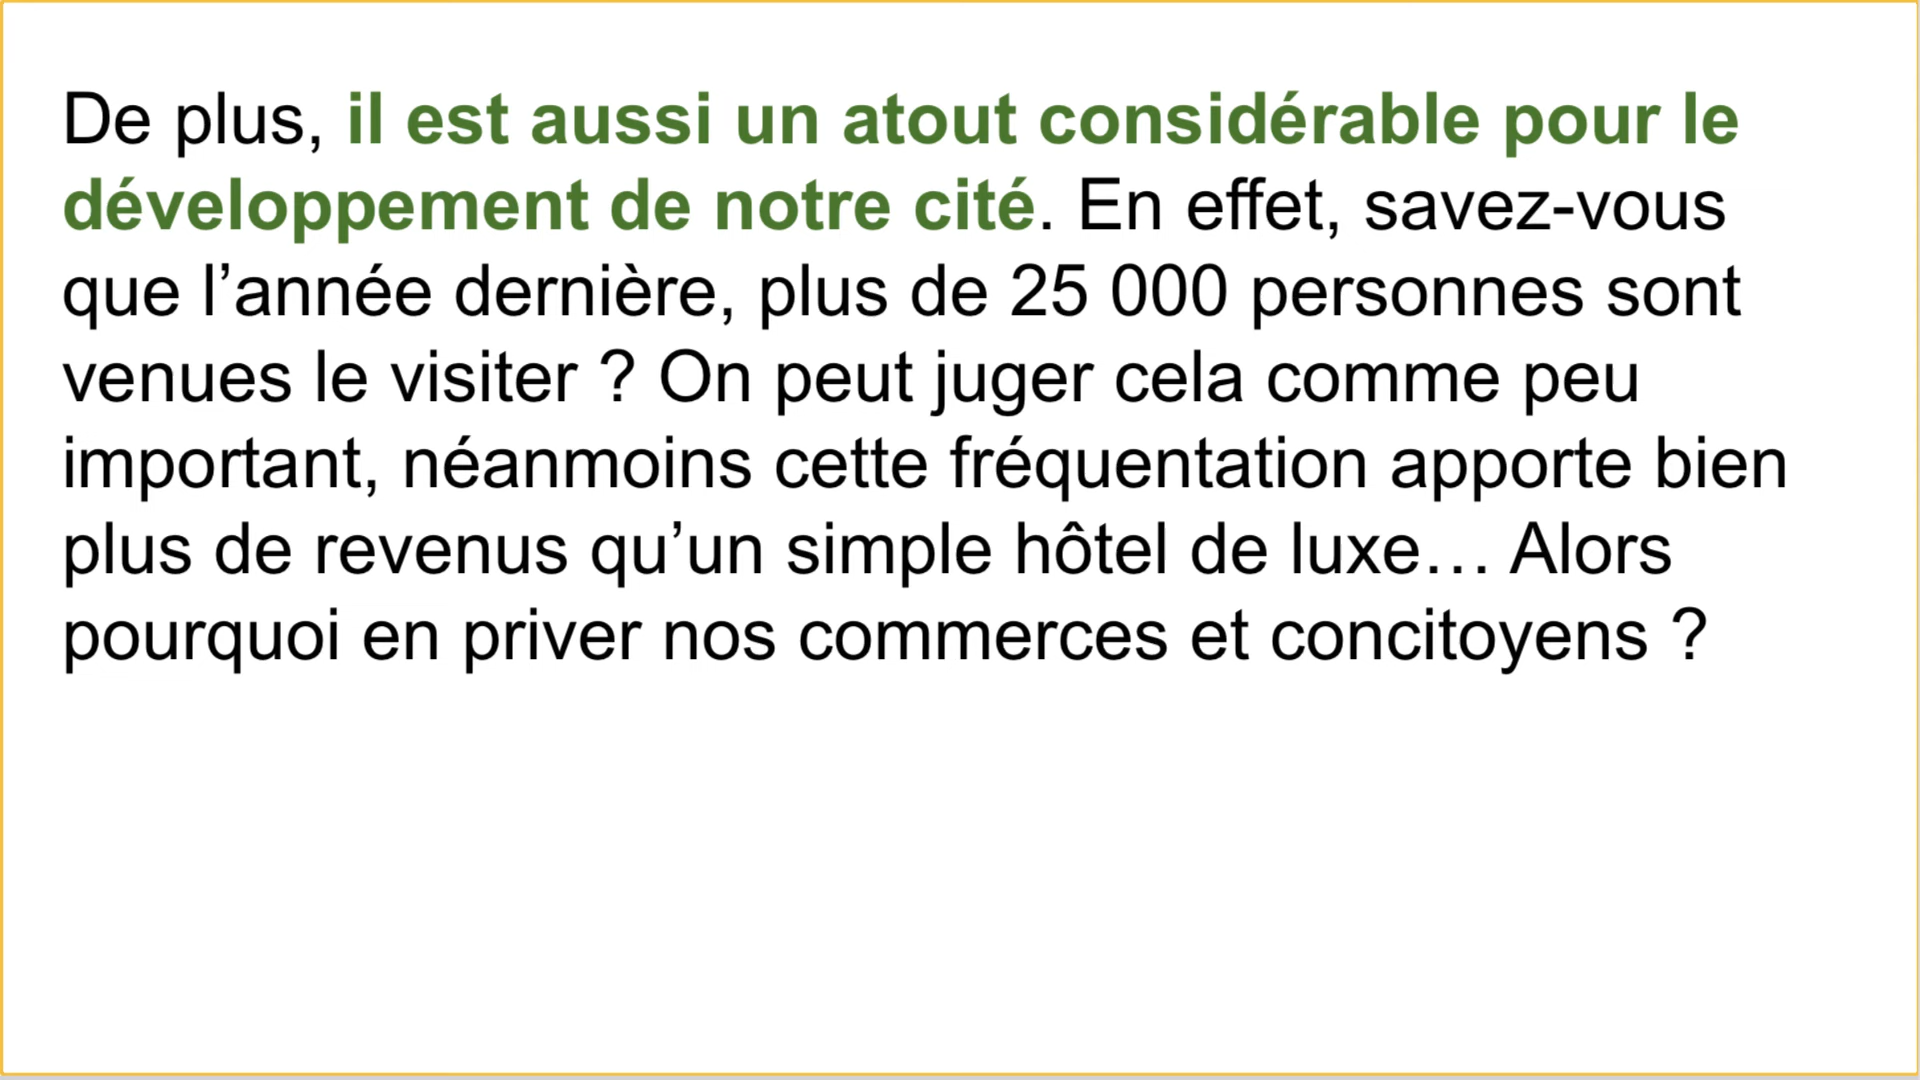 De plus, il est aussi un atout considérable pour le
développement de notre cité. En effet, savez-vous
que l’année dernière, plus de 25 000 personnes sont
venues le visiter ? On peut juger cela comme peu
important, néanmoins cette fréquentation apporte bien
plus de revenus qu’un simple hôtel de luxe… Alors
pourquoi en priver nos commerces et concitoyens ?